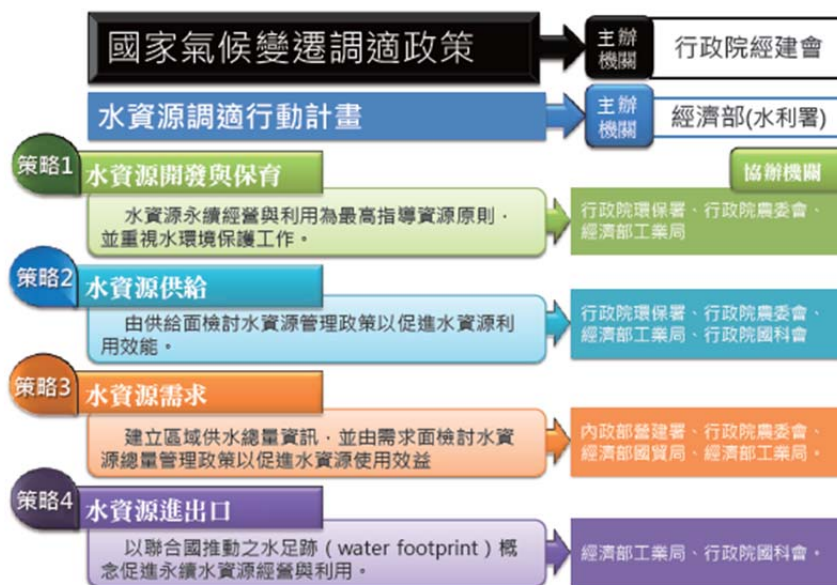 國家氣候變遷調適政策
主辦
機關
行政院經建會
水資源調適行動計畫
主辦
機關
經濟部(水利署)
策略1
水資源開發與保育
協辦機關
水資源永續經營與利用為最高指導資源原則，
並重視水環境保護工作。
行政院環保署、行政院農委會、
經濟部工業局
策略2
水資源供給
由供給面檢討水資源管理政策以促進水資源利
用效能。
行政院環保署、行政院農委會、
經濟部工業局、行政院國科會
策略3
水資源需求
建立區域供水總量資訊，並由需求面檢討水資
源總量管理政策以促進水資源使用效益
內政部營建署、行政院農委會、
經濟部國貿局、經濟部工業局。
策略4
水資源進出口
以聯合國推動之水足跡（water footprint）概
念促進永續水資源經營與利用。
經濟部工業局、行政院國科會。